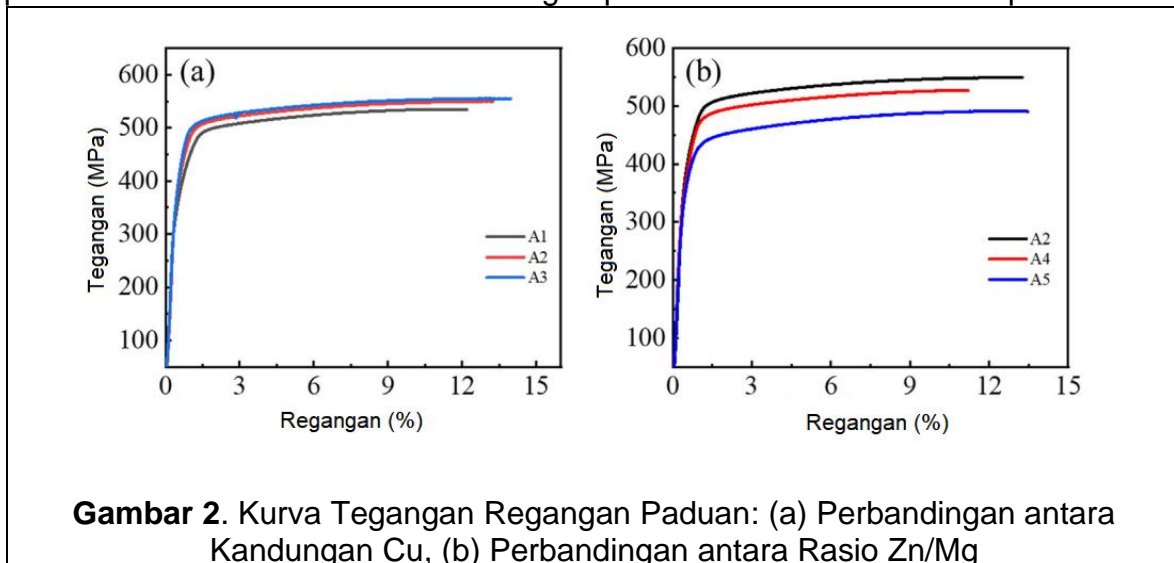 600
(a)
500
400
300
200
100
Tegangan (MPa)
A1
A2
A3
0
3
6
9
12
15
Regangan (%)
600
(b)
500
400
300
200
100
Tegangan (MPa)
A2
A4
A5
0
3
6
9
12
15
Regangan (%)
Gambar 2. Kurva Tegangan Regangan Paduan: (a) Perbandingan antara
Kandungan Cu, (b) Perbandingan antara Rasio Zn/Mg